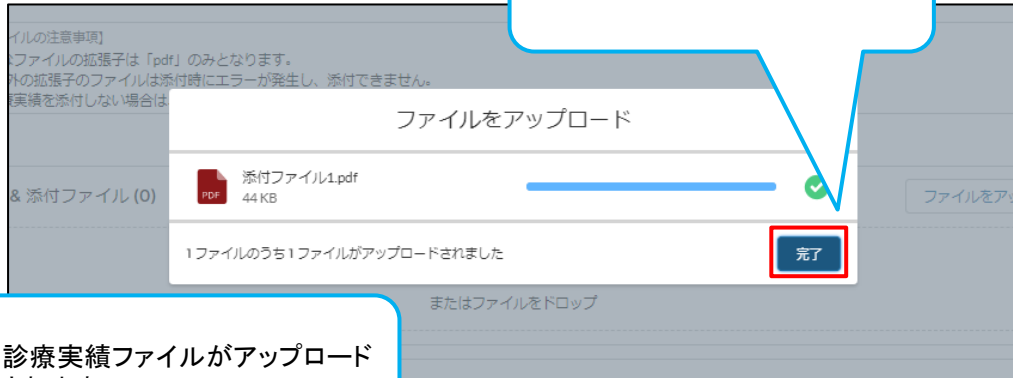 イルの注意事項】
ファイルの拡張子は「pdf」のみとなります。
外の拡張子のファイルは添付時にエラーが発生し、添付できません。
療実績を添付しない場合は
ファイルをアップロード
PDF
添付ファイル1.pdf
44 KB
& 添付ファイル (0)
ファイルをアッ
1 ファイルのうち 1 ファイルがアップロードされました
完了
またはファイルをドロップ
診療実績ファイルがアップロード